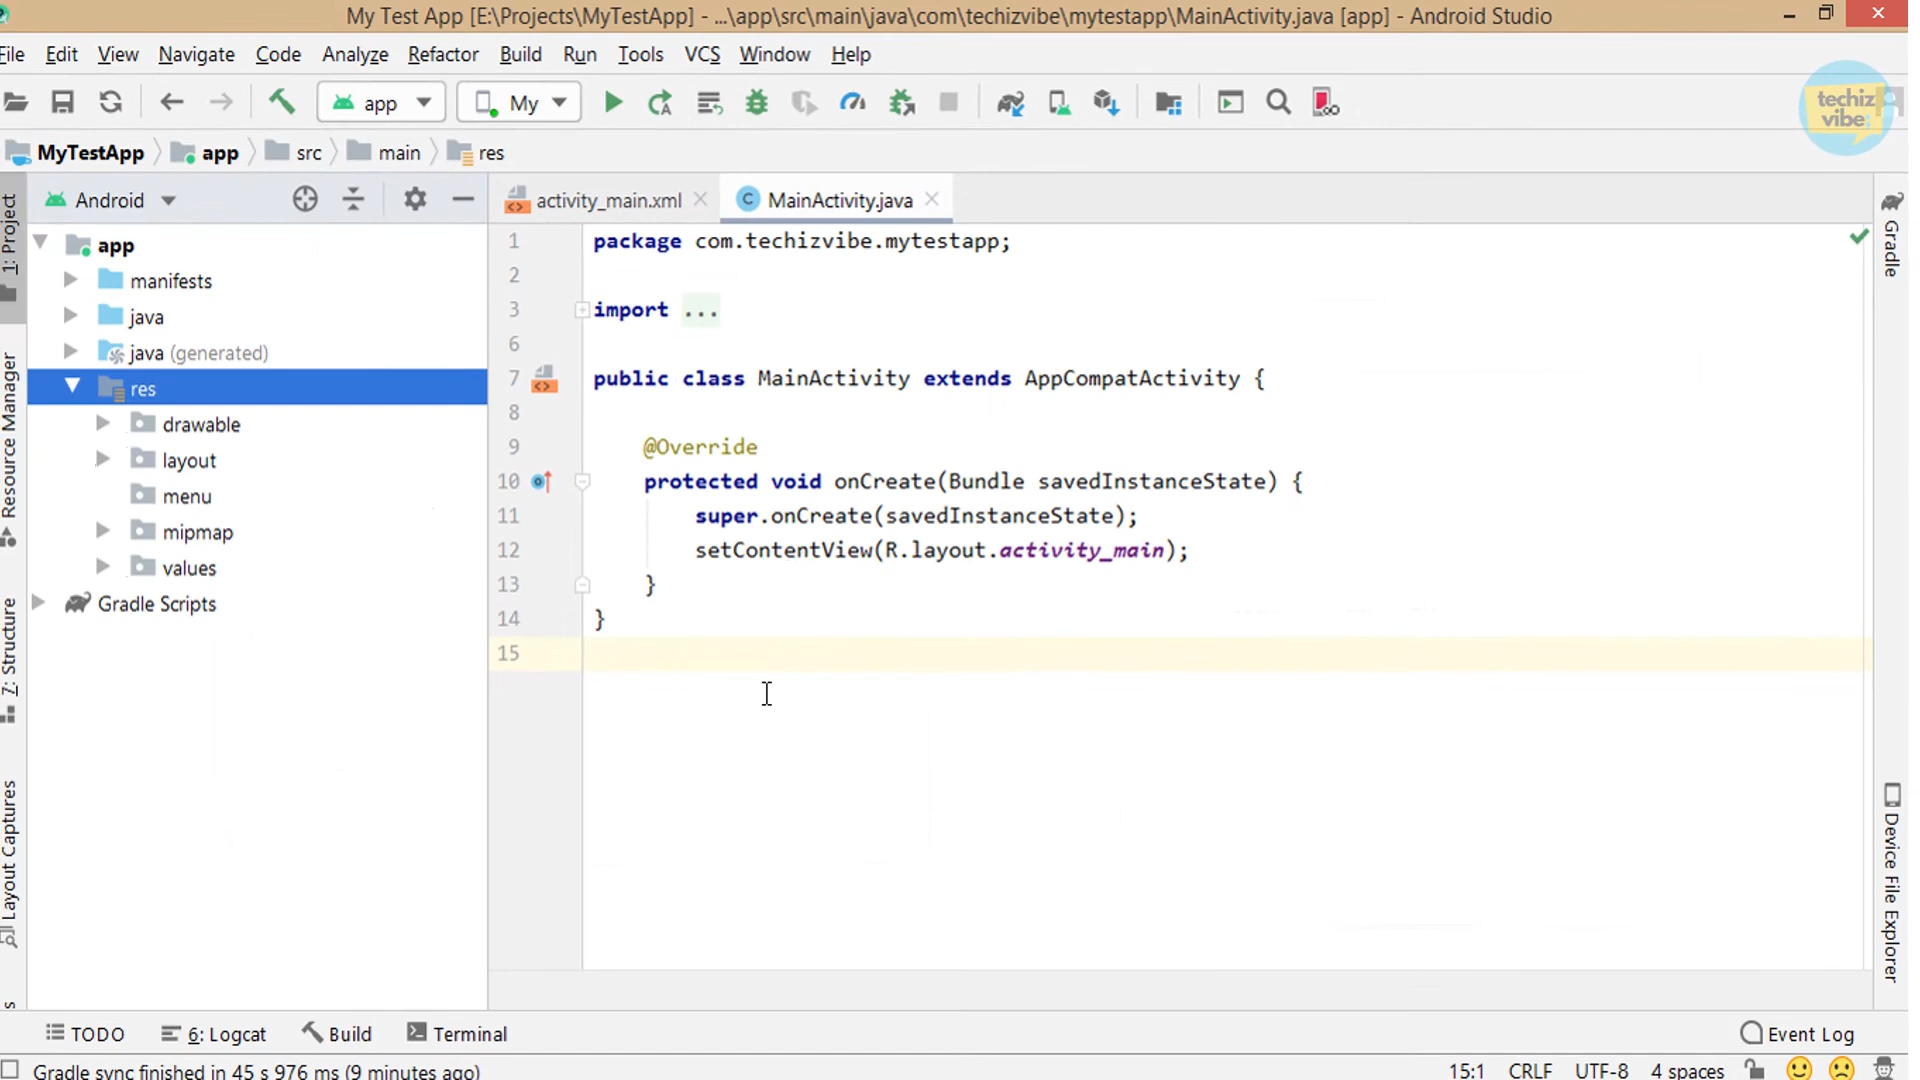 My Test App [E:\Projects\MyTestApp] - ...\app\src\main\java\com\techizvibe\mytestapp\MainActivity.java [app] - Android Studio
File Edit View Navigate Code Analyze Refactor Build Run Tools VCS Window Help
app My
techiz
vibe:
MyTestApp app src main res
Android
activity_main.xml MainActivity.java
1: Project
Resource Manager
7: Structure
Layout Captures
s
app
manifests
java
java (generated)
res
drawable
layout
menu
mipmap
values
Gradle Scripts
1 package com.techizvibe.mytestapp;
2
3 import ...
6
7 public class MainActivity extends AppCompatActivity {
8
9 @Override
10 protected void onCreate(Bundle savedInstanceState) {
11 super.onCreate(savedInstanceState);
12 setContentView(R.layout.activity_main);
13 }
14 }
15
Gradle
Device File Explorer
TODO 6: Logcat Build Terminal Event Log
Gradle sync finished in 45 s 976 ms (9 minutes ago) 15:1 CRLF UTF-8 4 spaces